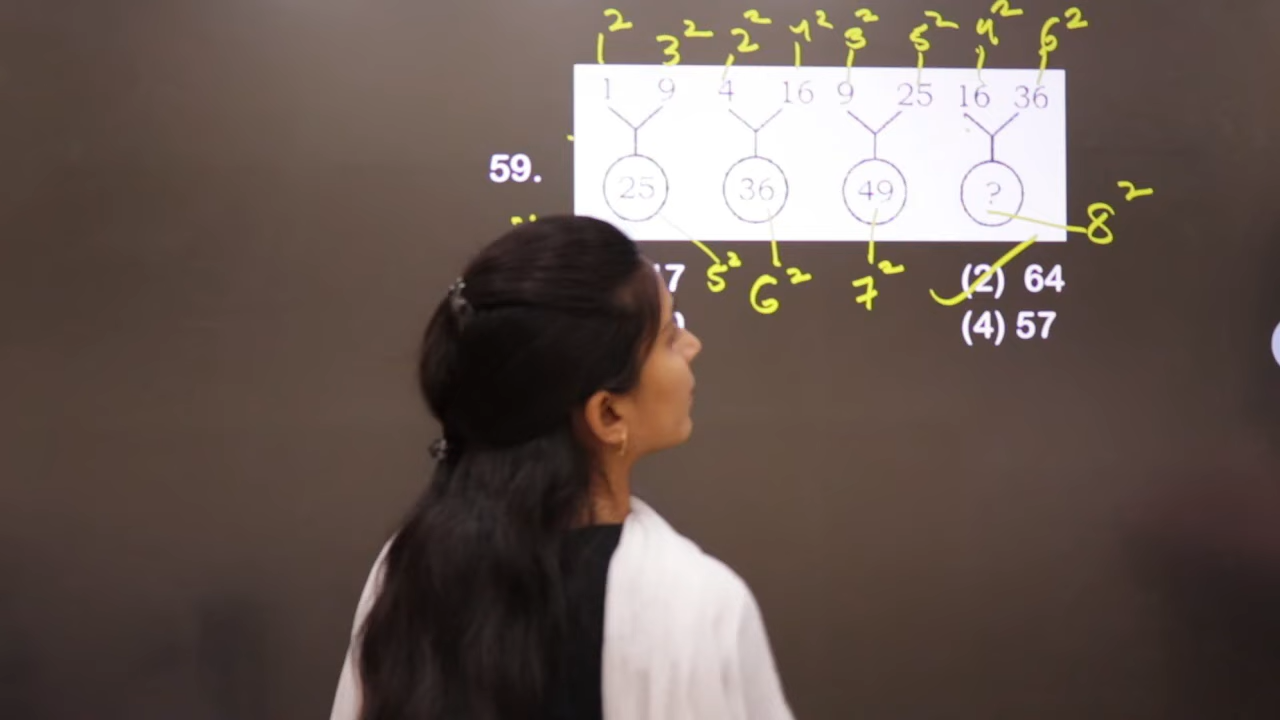 1² 3² 2² 4² 3² 5² 4² 6²
1 9 4 16 9 25 16 36
59.
25 36 49 ?
8²
5² 6² 7²
7 (2) 64
(4) 57